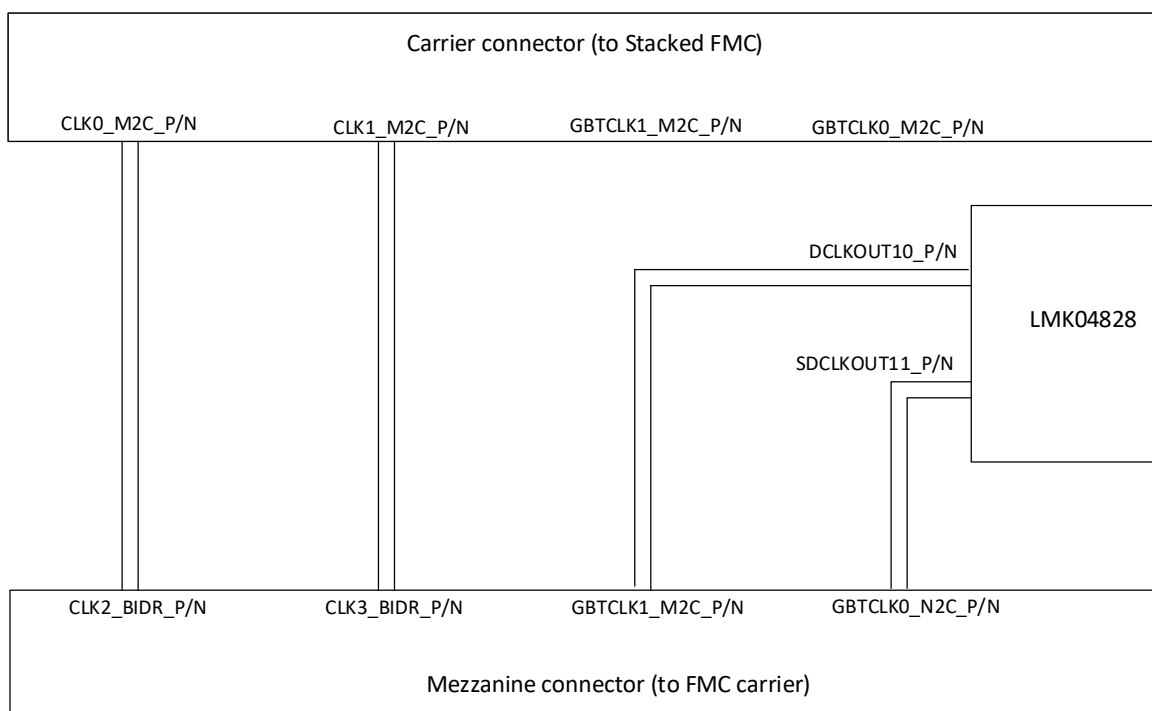 Carrier connector (to Stacked FMC)
CLK0_M2C_P/N
CLK1_M2C_P/N
GBTCLK1_M2C_P/N
GBTCLK0_M2C_P/N
DCLKOUT10_P/N
LMK04828
SDCLKOUT11_P/N
CLK2_BIDR_P/N
CLK3_BIDR_P/N
GBTCLK1_M2C_P/N
GBTCLK0_N2C_P/N
Mezzanine connector (to FMC carrier)